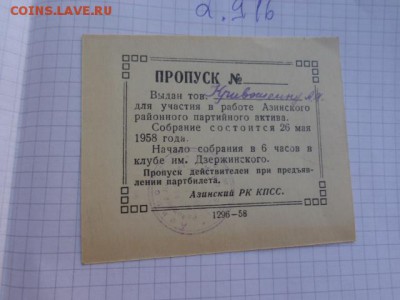 COINS.LAVE.RU
2.916
ПРОПУСК №
Выдан тов. Кривошеину
для участия в работе Азинского
районного партийного актива.
Собрание состоится 26 мая
1958 года.
Начало собрания в 6 часов в
клубе им. Дзержинского.
Пропуск действителен при предъяв-
лении партбилета.
Азинский РК КПСС.
1296—58